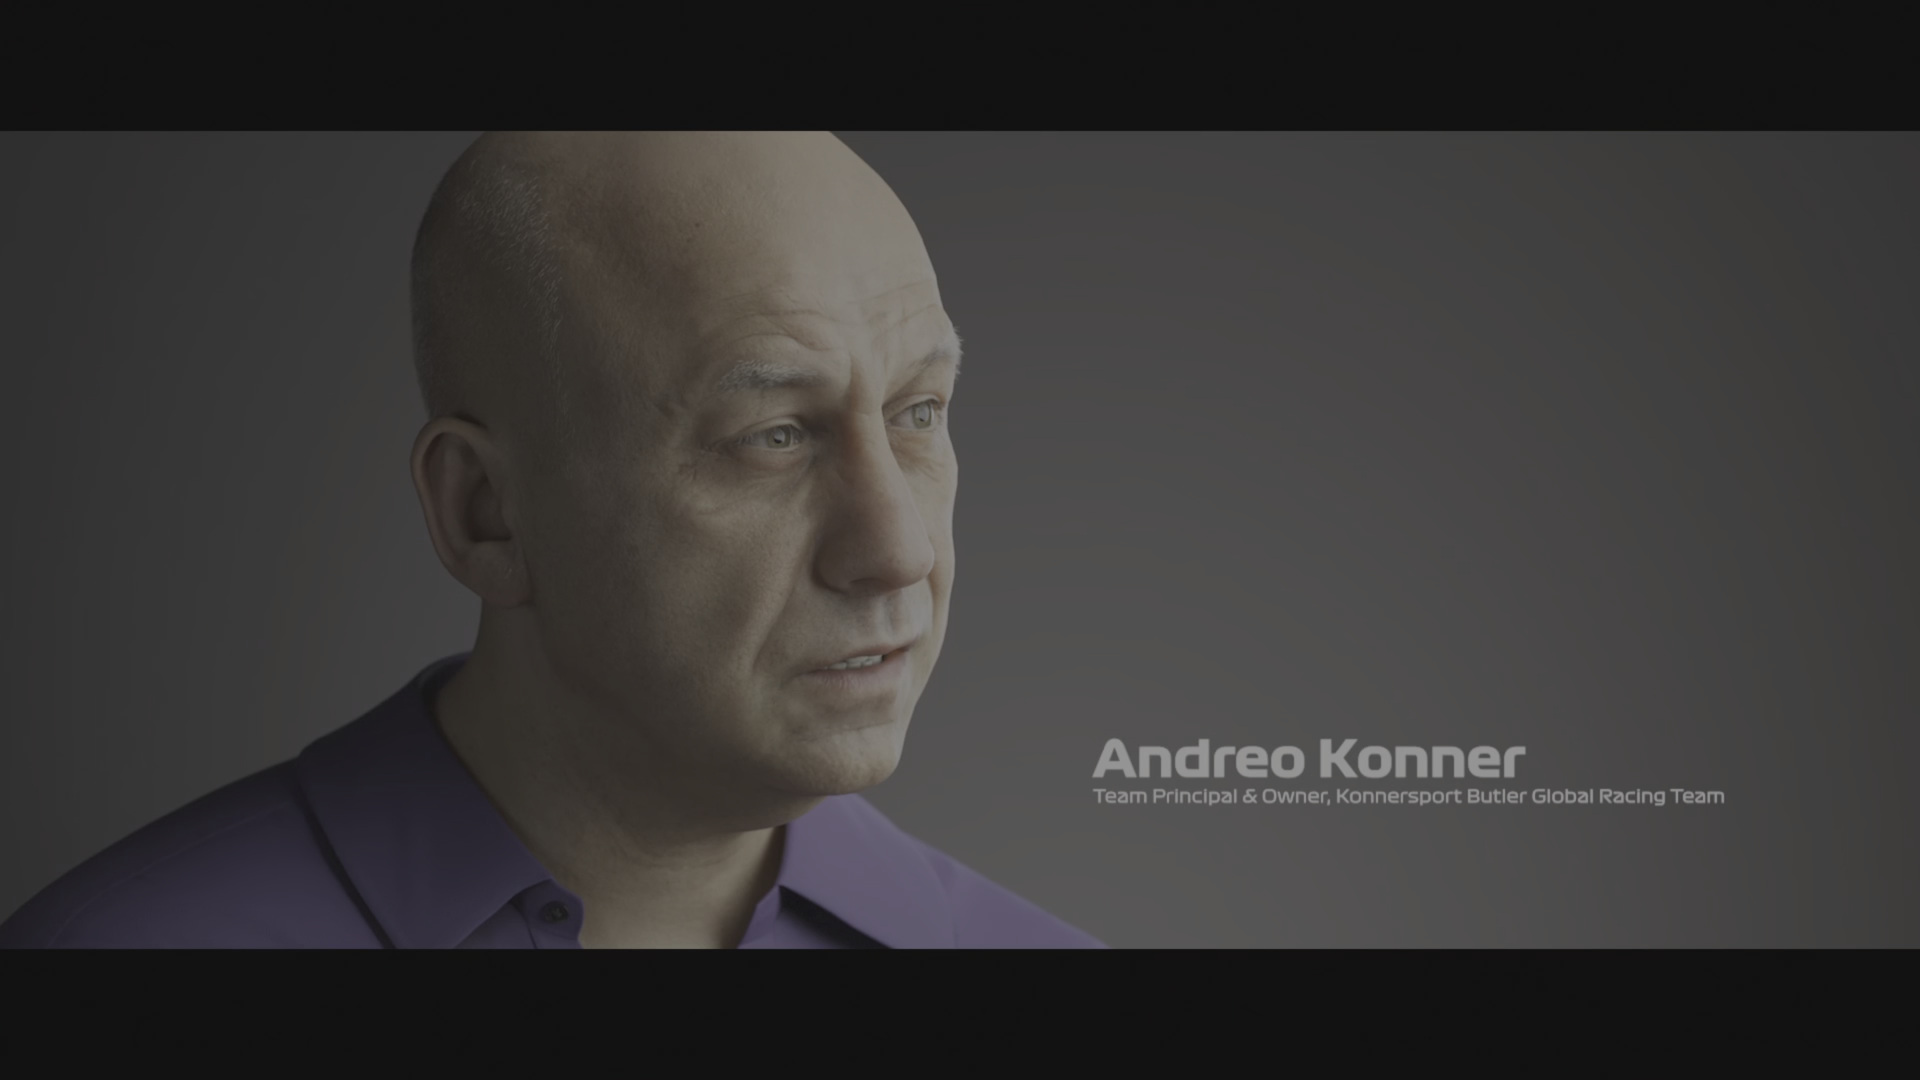 Andreo Konner
Team Principal & Owner, Konnersport Butler Global Racing Team